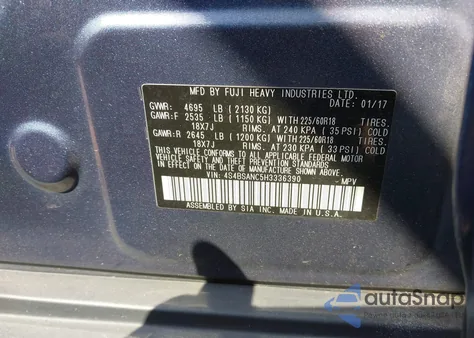 MFD. BY FUJI HEAVY INDUSTRIES LTD.
GVWR: 4695 LB ( 2130 KG) DATE: 01/17
GAWR:F 2535 LB ( 1150 KG) WITH 225/60R18 TIRES.
18X7J RIMS. AT 240 KPA ( 35 PSI) COLD
GAWR:R 2645 LB ( 1200 KG) WITH 225/60R18 TIRES.
18X7J RIMS. AT 230 KPA ( 33 PSI) COLD
THIS VEHICLE CONFORMS TO ALL APPLICABLE FEDERAL MOTOR
VEHICLE SAFETY BUMPER, AND THEFT PREVENTION STANDARDS
IN EFFECT ON THE DATE OF MANUFACTURE SHOWN ABOVE.
VIN: 4S4BSANC5H3336390 - MPV
ASSEMBLED BY SIA INC. MADE IN U.S.A.
autoSnap
www.autosnap.com